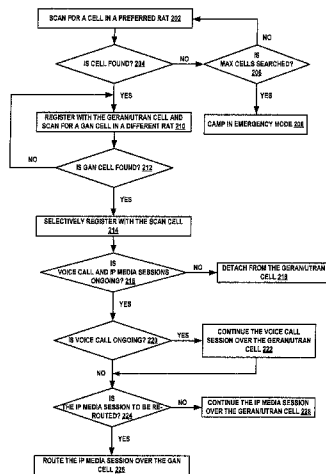 SCAN FOR A CELL IN A PREFERRED RAT 202
NO
IS CELL FOUND? 204
NO
IS
MAX CELLS SEARCHED?
206
YES
YES
REGISTER WITH THE GERAN/UTRAN CELL AND
SCAN FOR A GAN CELL IN A DIFFERENT RAT 210
CAMP IN EMERGENCY MODE 208
NO
IS GAN CELL FOUND? 212
YES
SELECTIVELY REGISTER WITH THE SCAN CELL
214
IS
VOICE CALL AND IP MEDIA SESSIONS
ONGOING? 216
NO
DETACH FROM THE GERAN/UTRAN
CELL 218
YES
IS VOICE CALL ONGOING? 220
YES
CONTINUE THE VOICE CALL
SESSION OVER THE GERAN/UTRAN
CELL 222
NO
IS
THE IP MEDIA SESSION TO BE RE-
ROUTED? 224
NO
CONTINUE THE IP MEDIA SESSION
OVER THE GERAN/UTRAN CELL 228
YES
ROUTE THE IP MEDIA SESSION OVER THE GAN
CELL 226